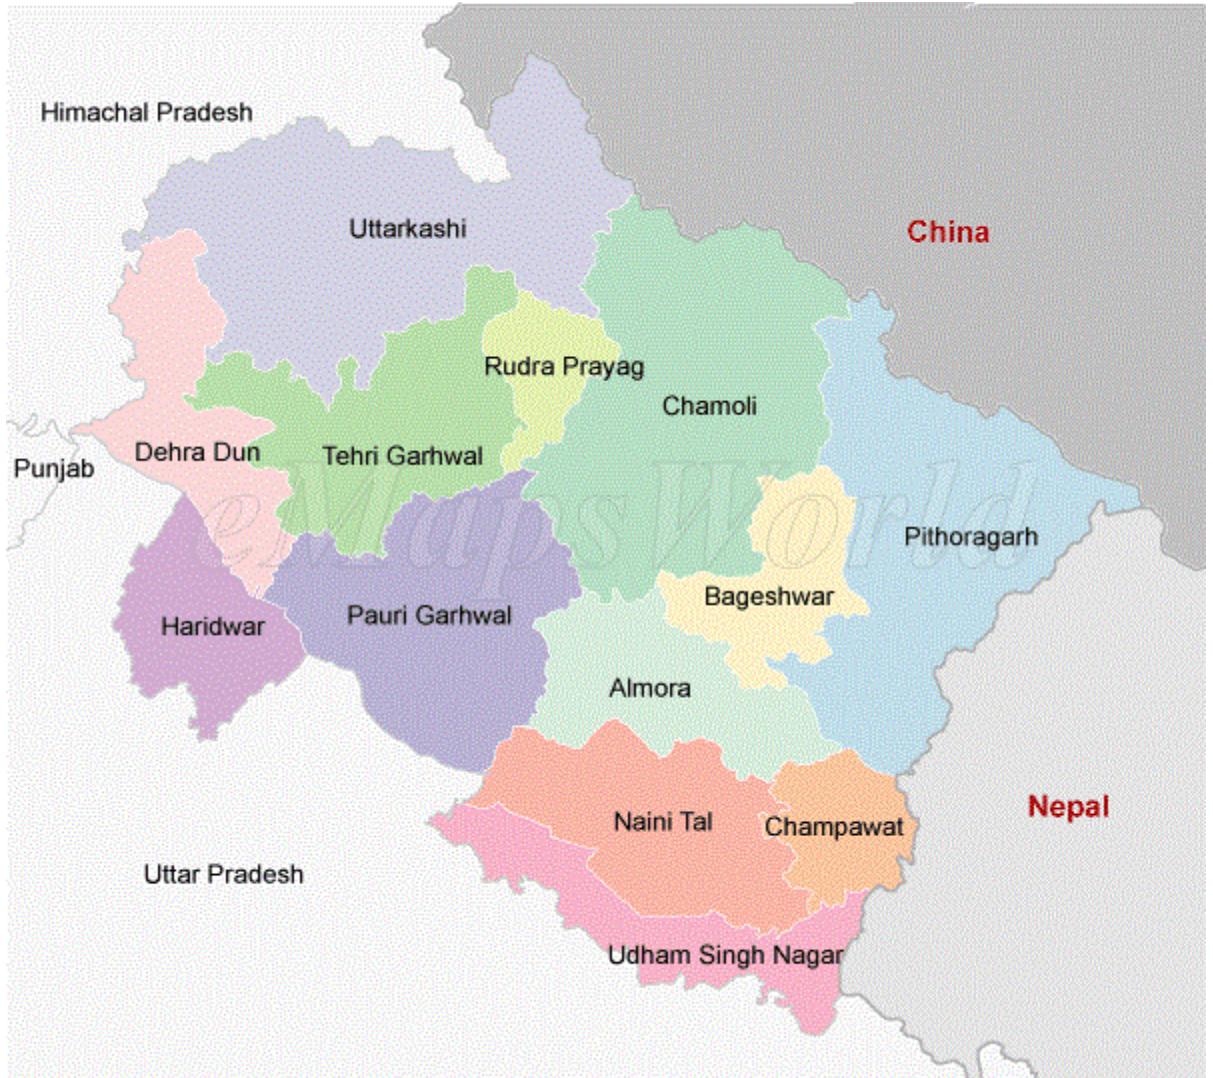 Himachal Pradesh
Uttarkashi
China
Rudra Prayag
Chamoli
Dehra Dun
Tehri Garhwal
Punjab
eMapsWorld
Pithoragarh
Bageshwar
Pauri Garhwal
Haridwar
Almora
Nepal
Naini Tal
Champawat
Uttar Pradesh
Udham Singh Nagar